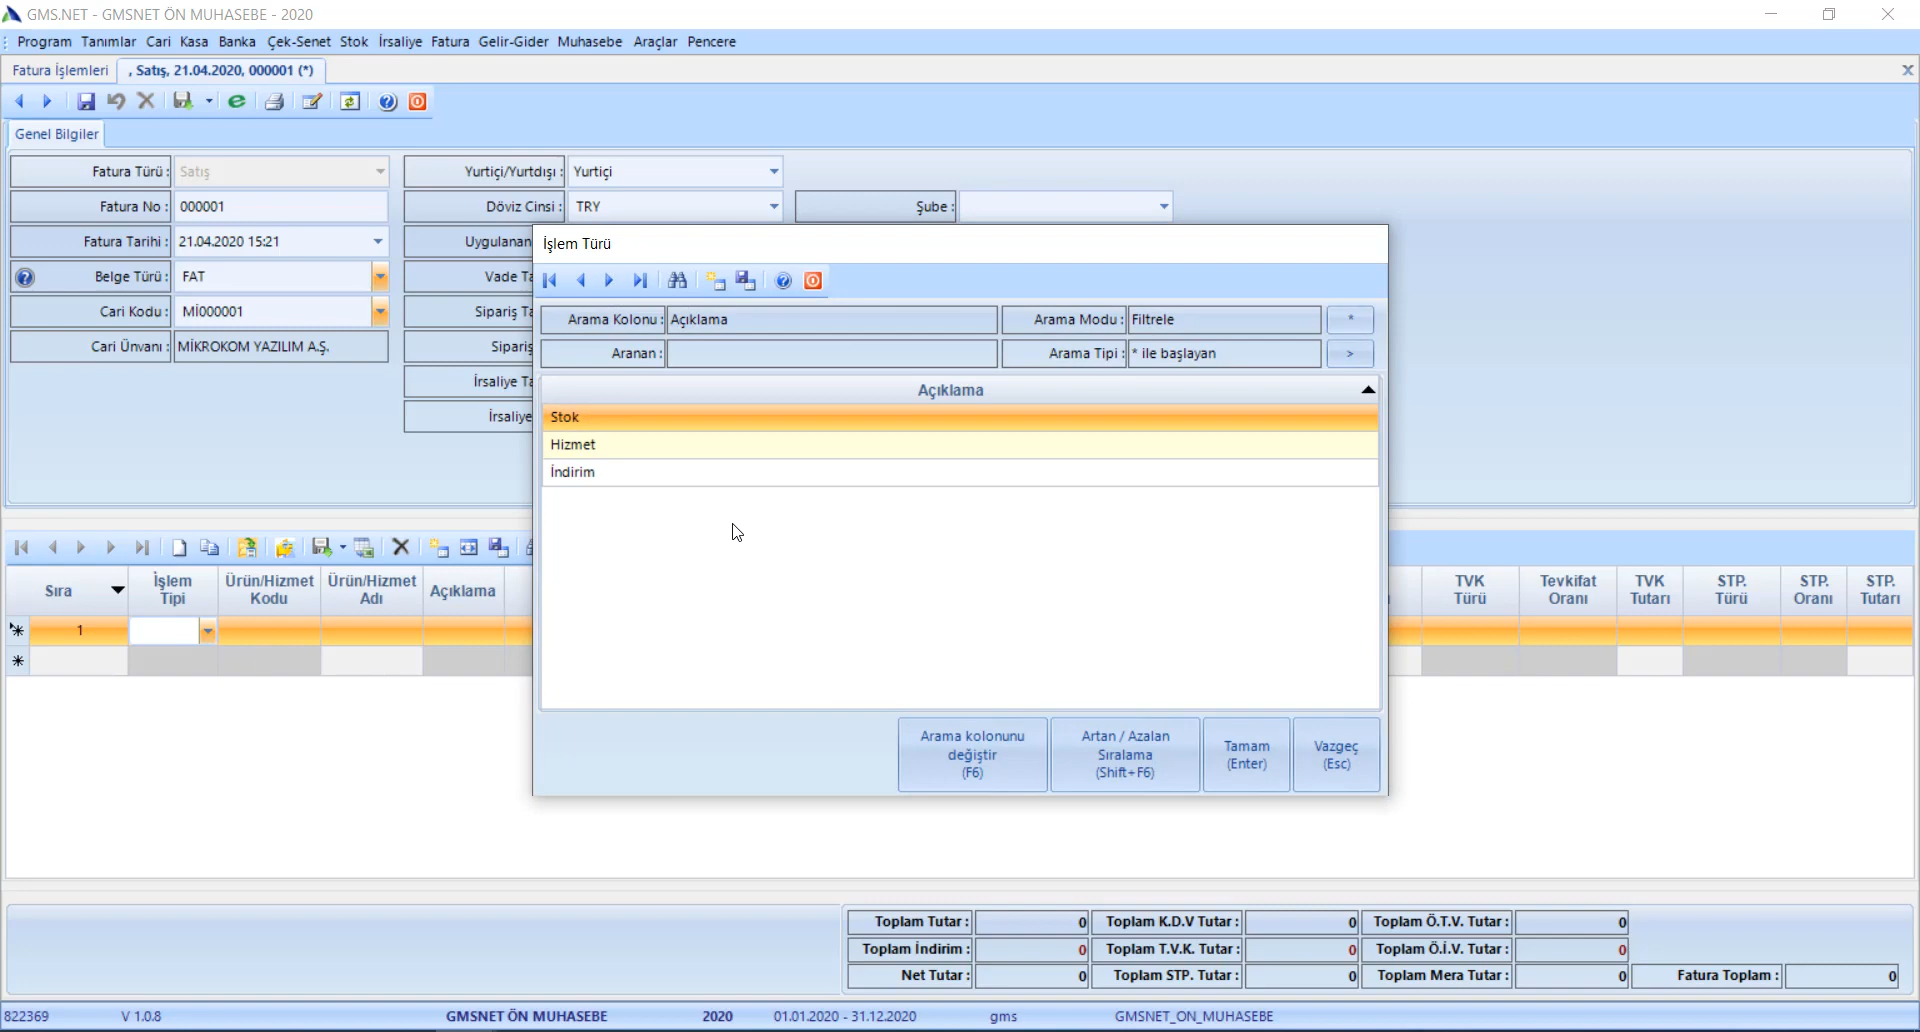 GMS.NET - GMSNET ÖN MUHASEBE - 2020
Program Tanımlar Cari Kasa Banka Çek-Senet Stok İrsaliye Fatura Gelir-Gider Muhasebe Araçlar Pencere
Fatura İşlemleri , Satış, 21.04.2020, 000001 (*)
Genel Bilgiler
Fatura Türü : Satış Yurtiçi/Yurtdışı : Yurtiçi
Fatura No : 000001 Döviz Cinsi : TRY Şube :
Fatura Tarihi : 21.04.2020 15:21 Uygulanan
Belge Türü : FAT Vade Ta
Cari Kodu : Mİ000001 Sipariş Ta
Cari Ünvanı : MİKROKOM YAZILIM A.Ş. Sipariş
İrsaliye Ta
İrsaliye
İşlem Türü
Arama Kolonu : Açıklama Arama Modu : Filtrele *
Aranan : Arama Tipi : * ile başlayan >
Açıklama
Stok
Hizmet
İndirim
Arama kolonunu değiştir (F6)
Artan / Azalan Sıralama (Shift+F6)
Tamam (Enter)
Vazgeç (Esc)
Sıra İşlem Tipi Ürün/Hizmet Kodu Ürün/Hizmet Adı Açıklama TVK Türü Tevkifat Oranı TVK Tutarı STP. Türü STP. Oranı STP. Tutarı
1
Toplam Tutar : 0 Toplam K.D.V Tutar : 0 Toplam Ö.T.V. Tutar : 0
Toplam İndirim : 0 Toplam T.V.K. Tutar : 0 Toplam Ö.İ.V. Tutar : 0
Net Tutar : 0 Toplam STP. Tutar : 0 Toplam Mera Tutar : 0 Fatura Toplam : 0
822369 V 1.0.8 GMSNET ÖN MUHASEBE 2020 01.01.2020 - 31.12.2020 gms GMSNET_ON_MUHASEBE